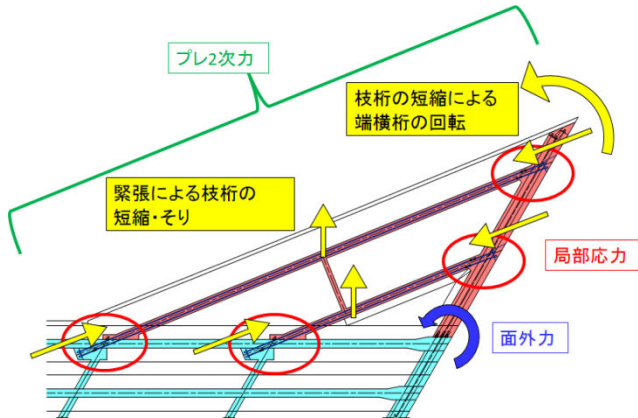 プレ2次力
枝桁の短縮による
端横桁の回転
緊張による枝桁の
短縮・そり
局部応力
面外力